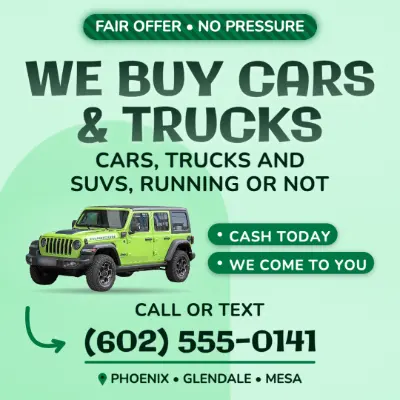 FAIR OFFER • NO PRESSURE
WE BUY CARS
& TRUCKS
CARS, TRUCKS AND
SUVS, RUNNING OR NOT
• CASH TODAY
• WE COME TO YOU
CALL OR TEXT
(602) 555-0141
PHOENIX • GLENDALE • MESA